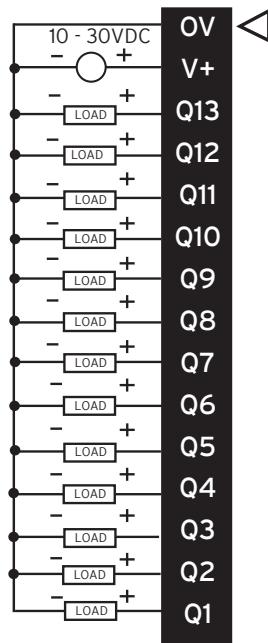 10 - 30VDC 0V
- + V+
- LOAD + Q13
- LOAD + Q12
- LOAD + Q11
- LOAD + Q10
- LOAD + Q9
- LOAD + Q8
- LOAD + Q7
- LOAD + Q6
- LOAD + Q5
- LOAD + Q4
- LOAD + Q3
- LOAD + Q2
- LOAD + Q1